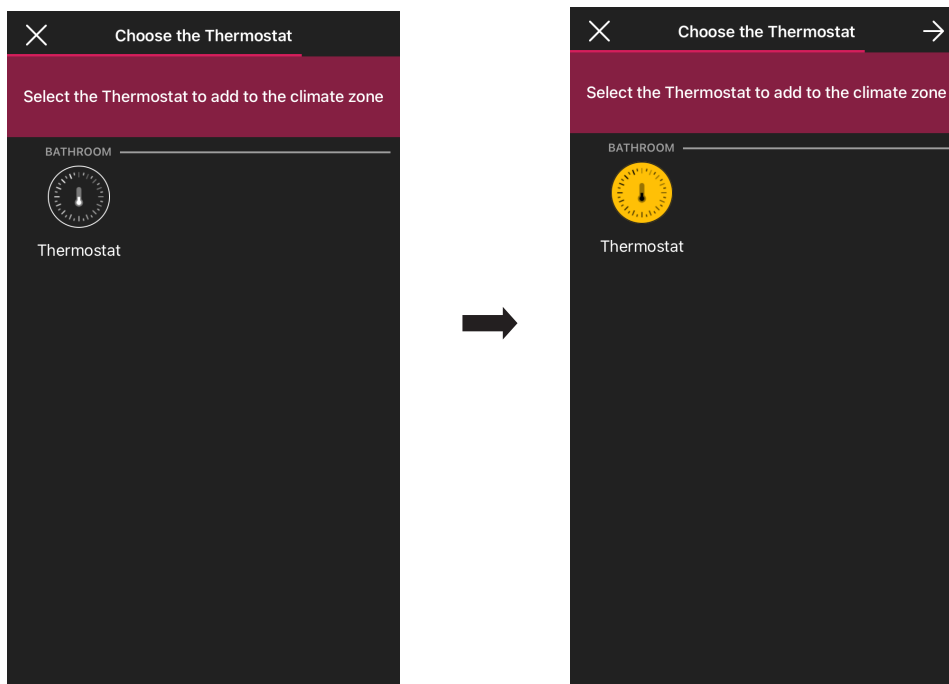 Choose the Thermostat
Select the Thermostat to add to the climate zone
BATHROOM
Thermostat
Choose the Thermostat
Select the Thermostat to add to the climate zone
BATHROOM
Thermostat